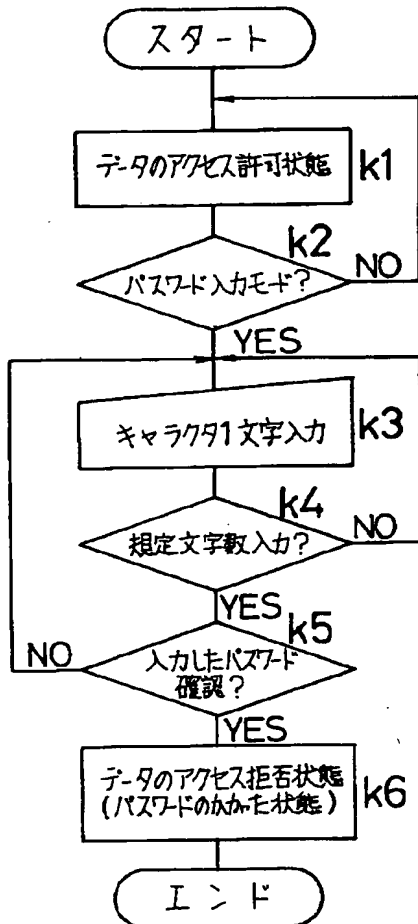 スタート
データのアクセス許可状態 k1
k2
パスワード入力モード? NO
YES
キャラクタ1文字入力 k3
k4
規定文字数入力? NO
YES
k5
NO 入力したパスワード
確認?
YES
データのアクセス拒否状態
(パスワードのかかった状態) k6
エンド